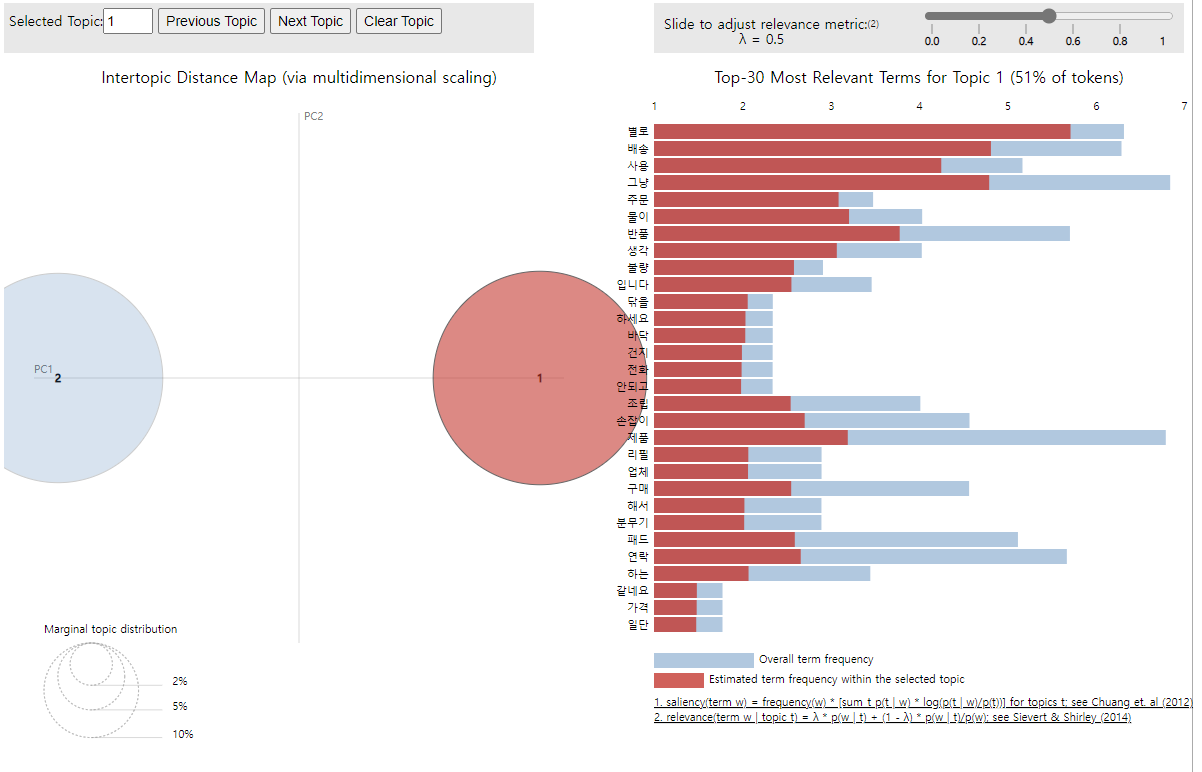 Selected Topic: 1 Previous Topic Next Topic Clear Topic
Slide to adjust relevance metric:(2)
λ = 0.5
0.0 0.2 0.4 0.6 0.8 1
Intertopic Distance Map (via multidimensional scaling)
PC2
PC1
2
1
Marginal topic distribution
2%
5%
10%
Top-30 Most Relevant Terms for Topic 1 (51% of tokens)
1 2 3 4 5 6 7
별로
배송
사용
그냥
주문
물이
반품
생각
불량
입니다
닦을
하세요
바닥
건지
전화
안되고
조립
손잡이
제품
리필
업체
구매
해서
분무기
패드
연락
하는
같네요
가격
일단
Overall term frequency
Estimated term frequency within the selected topic
1. saliency(term w) = frequency(w) * [sum_t p(t | w) * log(p(t | w)/p(t))] for topics t; see Chuang et. al (2012)
2. relevance(term w | topic t) = λ * p(w | t) + (1 - λ) * p(w | t)/p(w); see Sievert & Shirley (2014)